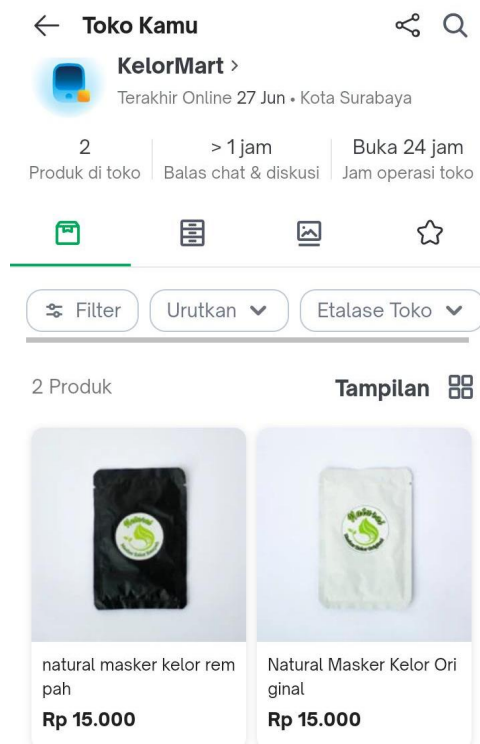 Toko Kamu
KelorMart >
Terakhir Online 27 Jun • Kota Surabaya
2
Produk di toko
> 1 jam
Balas chat & diskusi
Buka 24 jam
Jam operasi toko
Filter
Urutkan
Etalase Toko
2 Produk
Tampilan
Natural
natural masker kelor rem
pah
Rp 15.000
Natural
Natural Masker Kelor Ori
ginal
Rp 15.000